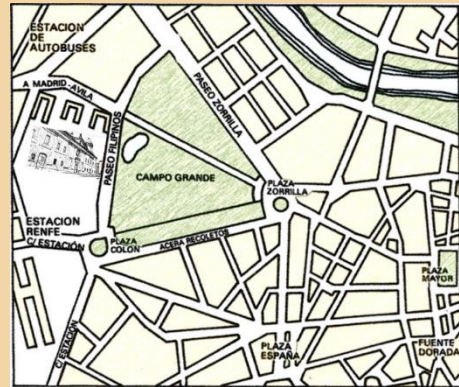 ESTACION
DE
AUTOBUSES
A MADRID-AVILA
PASEO ZORRILLA
PASEO FILIPINOS
CAMPO GRANDE
PLAZA
ZORRILLA
ESTACION
RENFE
C/ ESTACIÓN
PLAZA
COLON
ACERA RECOLETOS
PLAZA
MAYOR
C/ ESTACIÓN
PLAZA
ESPAÑA
FUENTE
DORADA